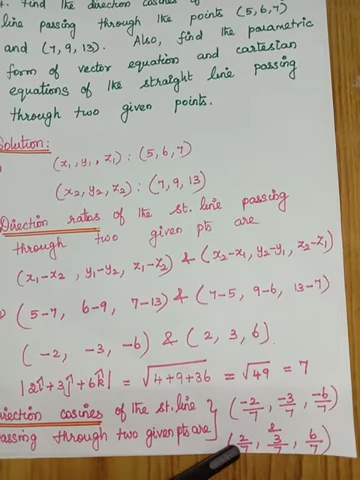 Find the direction cosines of
line passing through the points (5,6,7)
and (7,9,13). Also, find the parametric
form of vector equation and cartesian
equations of the straight line passing
through two given points.
Solution:
(x₁, y₁, z₁) : (5,6,7)
(x₂, y₂, z₂) : (7,9,13)
Direction ratios of the st. line passing
through two given pts are
(x₁-x₂, y₁-y₂, z₁-z₂) & (x₂-x₁, y₂-y₁, z₂-z₁)
(5-7, 6-9, 7-13) & (7-5, 9-6, 13-7)
(-2, -3, -6) & (2, 3, 6)
|2î+3ĵ+6k̂| = √4+9+36 = √49 = 7
Direction cosines of the st. line
passing through two given pts are } (-2/7, -3/7, -6/7)
& (2/7, 3/7, 6/7)